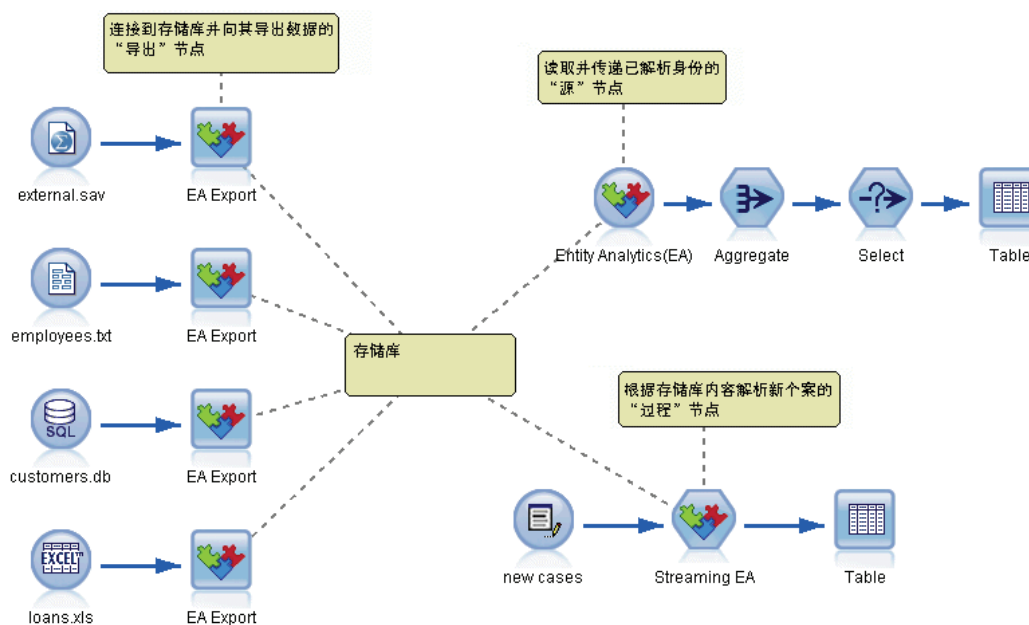 连接到存储库并向其导出数据的
“导出”节点
读取并传递已解析身份的
“源”节点
external.sav
EA Export
Entity Analytics(EA)
Aggregate
Select
Table
employees.txt
EA Export
存储库
根据存储库内容解析新个案的
“过程”节点
SQL
customers.db
EA Export
EXCEL™
loans.xls
EA Export
new cases
Streaming EA
Table